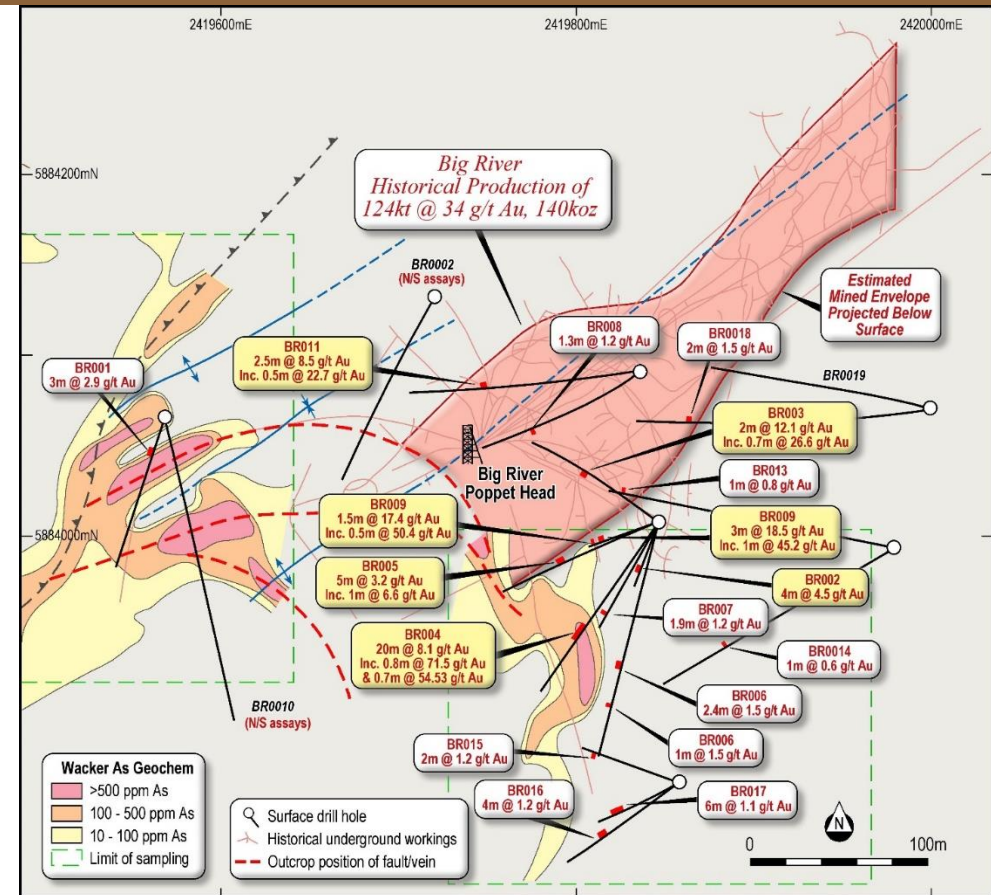 2419600mE
2419800mE
2420000mE
5884200mN
5884000mN
Big River
Historical Production of
124kt @ 34 g/t Au, 140koz
BR0002
(N/S assays)
Estimated
Mined Envelope
Projected Below
Surface
BR008
1.3m @ 1.2 g/t Au
BR0018
2m @ 1.5 g/t Au
BR011
2.5m @ 8.5 g/t Au
Inc. 0.5m @ 22.7 g/t Au
BR001
3m @ 2.9 g/t Au
BR0019
BR003
2m @ 12.1 g/t Au
Inc. 0.7m @ 26.6 g/t Au
Big River
Poppet Head
BR013
1m @ 0.8 g/t Au
BR009
1.5m @ 17.4 g/t Au
Inc. 0.5m @ 50.4 g/t Au
BR009
3m @ 18.5 g/t Au
Inc. 1m @ 45.2 g/t Au
BR005
5m @ 3.2 g/t Au
Inc. 1m @ 6.6 g/t Au
BR002
4m @ 4.5 g/t Au
BR007
1.9m @ 1.2 g/t Au
BR004
20m @ 8.1 g/t Au
Inc. 0.8m @ 71.5 g/t Au
& 0.7m @ 54.53 g/t Au
BR0014
1m @ 0.6 g/t Au
BR006
2.4m @ 1.5 g/t Au
BR0010
(N/S assays)
BR006
1m @ 1.5 g/t Au
BR015
2m @ 1.2 g/t Au
BR016
4m @ 1.2 g/t Au
BR017
6m @ 1.1 g/t Au
Wacker As Geochem
>500 ppm As
100 - 500 ppm As
10 - 100 ppm As
Limit of sampling
Surface drill hole
Historical underground workings
Outcrop position of fault/vein
N
0
100m